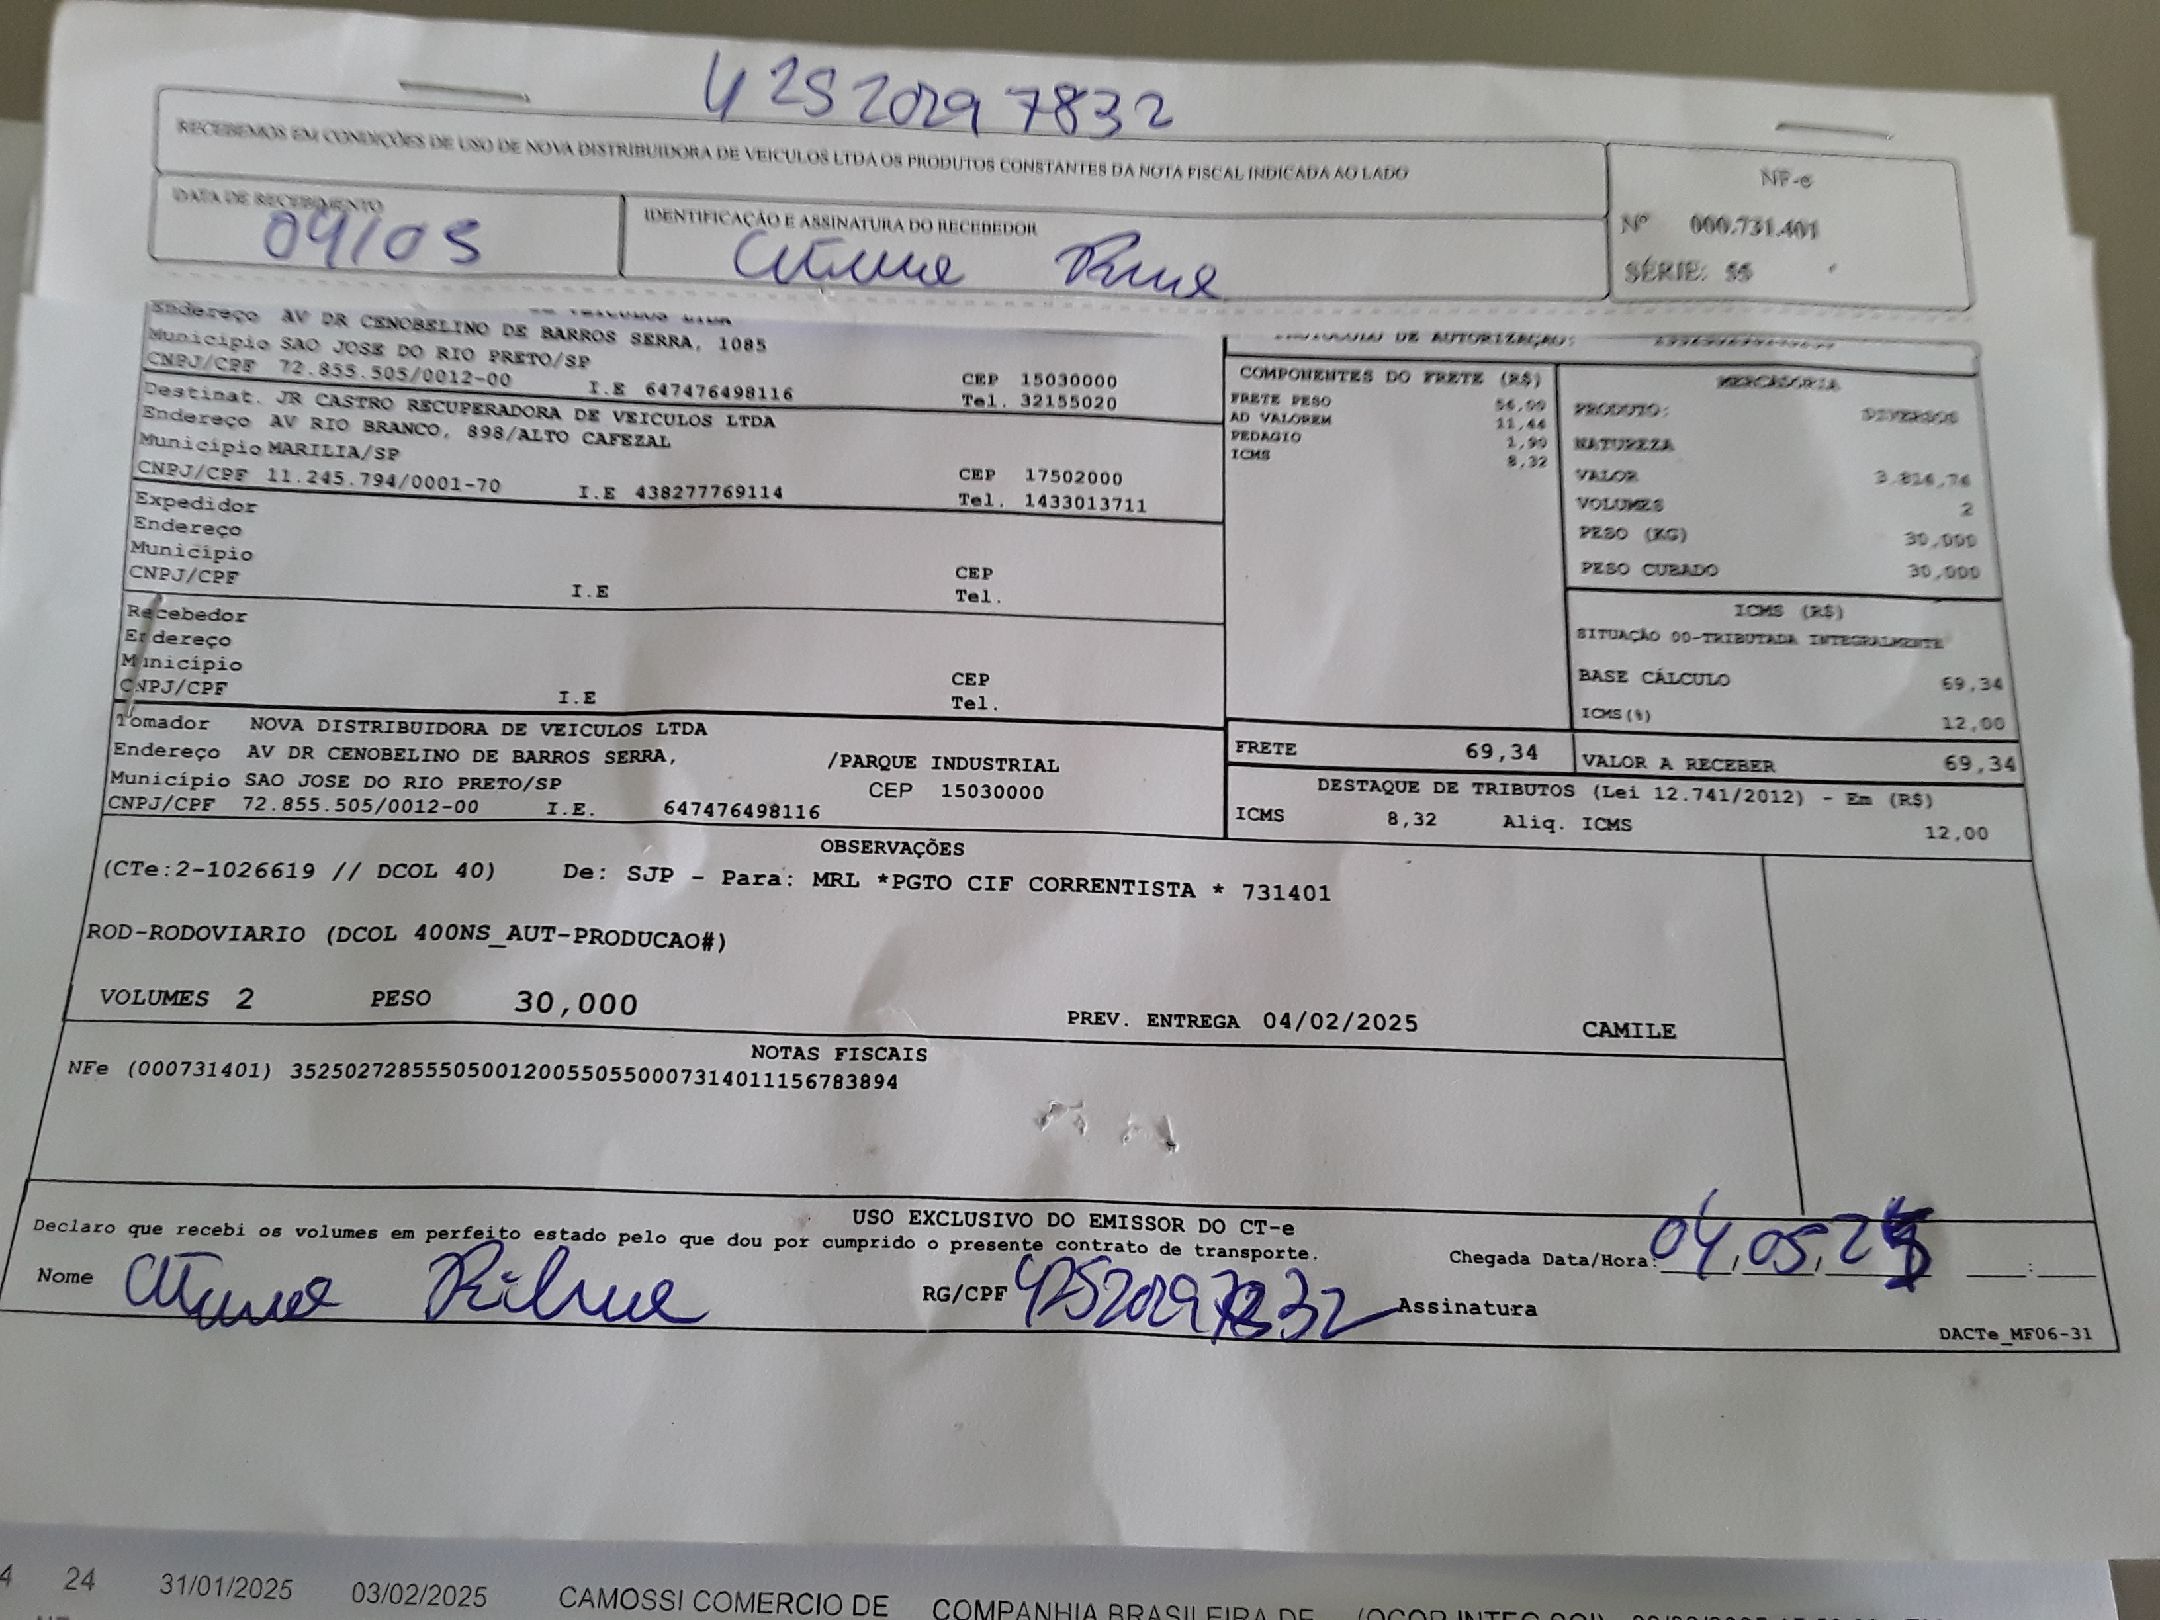 42520297832
RECEBEMOS EM CONDIÇÕES DE USO DE NOVA DISTRIBUIDORA DE VEICULOS LTDA OS PRODUTOS CONSTANTES DA NOTA FISCAL INDICADA AO LADO
NF-e
Nº 000.731.401
SÉRIE: 55
DATA DE RECEBIMENTO
04/05
IDENTIFICAÇÃO E ASSINATURA DO RECEBEDOR
DE VEICULOS LTDA
Endereço AV DR CENOBELINO DE BARROS SERRA, 1085
Município SAO JOSE DO RIO PRETO/SP
CEP 15030000
CNPJ/CPF 72.855.505/0012-00 I.E 647476498116 Tel. 32155020
Destinat. JR CASTRO RECUPERADORA DE VEICULOS LTDA
Endereço AV RIO BRANCO, 898/ALTO CAFEZAL
Município MARILIA/SP CEP 17502000
CNPJ/CPF 11.245.794/0001-70 I.E 438277769114 Tel. 1433013711
Expedidor
Endereço
Município CEP
CNPJ/CPF I.E Tel.
Recebedor
Endereço
Município CEP
CNPJ/CPF I.E Tel.
Tomador NOVA DISTRIBUIDORA DE VEICULOS LTDA
Endereço AV DR CENOBELINO DE BARROS SERRA, /PARQUE INDUSTRIAL
Município SAO JOSE DO RIO PRETO/SP CEP 15030000
CNPJ/CPF 72.855.505/0012-00 I.E. 647476498116
PROTOCOLO DE AUTORIZAÇÃO:
COMPONENTES DO FRETE (R$)
FRETE PESO 56,00
AD VALOREM 11,44
PEDAGIO 1,90
ICMS 8,32
MERCADORIA
PRODUTO: DIVERSOS
NATUREZA
VALOR 3.816,76
VOLUMES 2
PESO (KG) 30,000
PESO CUBADO 30,000
ICMS (R$)
SITUAÇÃO 00-TRIBUTADA INTEGRALMENTE
BASE CÁLCULO 69,34
ICMS(%) 12,00
FRETE 69,34 VALOR A RECEBER 69,34
DESTAQUE DE TRIBUTOS (Lei 12.741/2012) - Em (R$)
ICMS 8,32 Aliq. ICMS 12,00
OBSERVAÇÕES
(CTe:2-1026619 // DCOL 40) De: SJP - Para: MRL *PGTO CIF CORRENTISTA * 731401
ROD-RODOVIARIO (DCOL 400NS_AUT-PRODUCAO#)
VOLUMES 2 PESO 30,000 PREV. ENTREGA 04/02/2025 CAMILE
NOTAS FISCAIS
NFe (000731401) 35250272855505001200550550007314011156783894
USO EXCLUSIVO DO EMISSOR DO CT-e
Declaro que recebi os volumes em perfeito estado pelo que dou por cumprido o presente contrato de transporte.
Chegada Data/Hora: 04,05,25 :
Nome
RG/CPF 42520297832 Assinatura
DACTe_MF06-31
4 24 31/01/2025 03/02/2025 CAMOSSI COMERCIO DE COMPANHIA BRASILEIRA DE